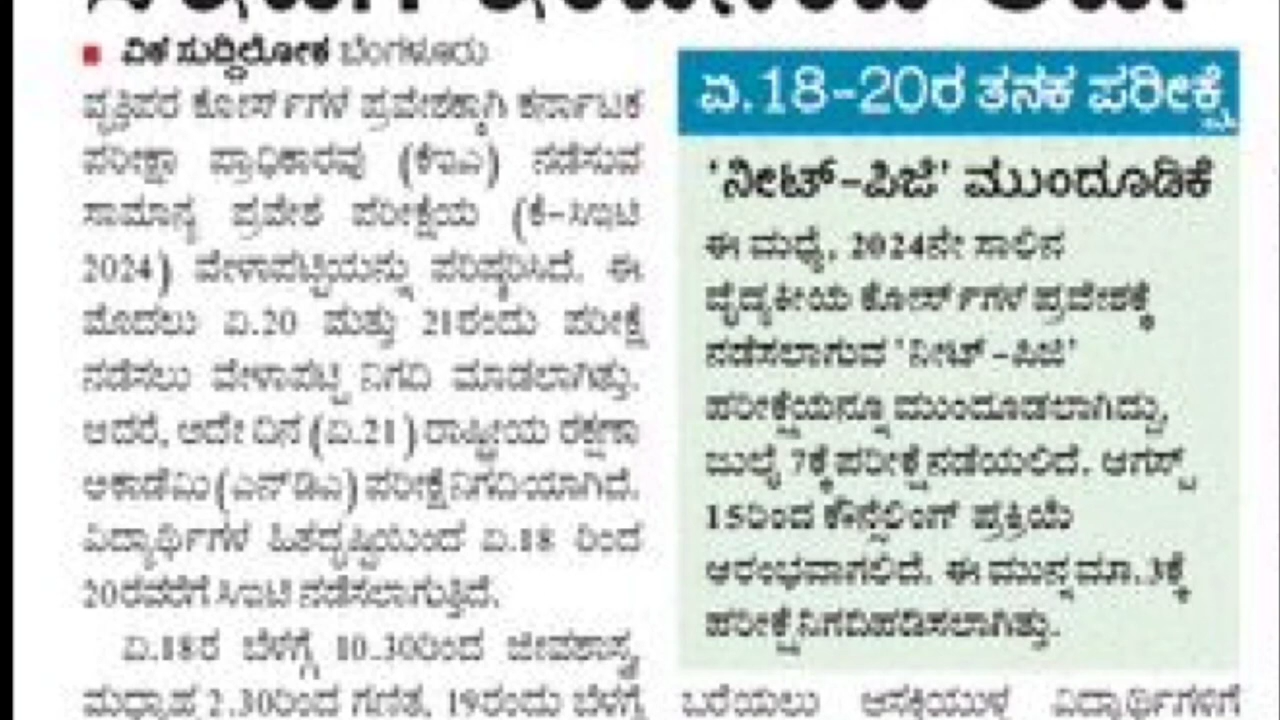 ■ ವಿಕ ಸುದ್ದಿಲೋಕ ಬೆಂಗಳೂರು
ವೃತ್ತಿಪರ ಕೋರ್ಸ್‌ಗಳ ಪ್ರವೇಶಕ್ಕಾಗಿ ಕರ್ನಾಟಕ
ಪರೀಕ್ಷಾ ಪ್ರಾಧಿಕಾರವು (ಕೆಇಎ) ನಡೆಸುವ
ಸಾಮಾನ್ಯ ಪ್ರವೇಶ ಪರೀಕ್ಷೆಯ (ಕೆ-ಸಿಇಟಿ
2024) ವೇಳಾಪಟ್ಟಿಯನ್ನು ಪರಿಷ್ಕರಿಸಿದೆ. ಈ
ಮೊದಲು ಏ.20 ಮತ್ತು 21ರಂದು ಪರೀಕ್ಷೆ
ನಡೆಸಲು ವೇಳಾಪಟ್ಟಿ ನಿಗದಿ ಮಾಡಲಾಗಿತ್ತು.
ಆದರೆ, ಅದೇ ದಿನ (ಏ.21) ರಾಷ್ಟ್ರೀಯ ರಕ್ಷಣಾ
ಅಕಾಡೆಮಿ (ಎನ್‌ಡಿಎ) ಪರೀಕ್ಷೆ ನಿಗದಿಯಾಗಿದೆ.
ವಿದ್ಯಾರ್ಥಿಗಳ ಹಿತದೃಷ್ಟಿಯಿಂದ ಏ.18 ರಿಂದ
20ರವರೆಗೆ ಸಿಇಟಿ ನಡೆಸಲಾಗುತ್ತಿದೆ.
ಏ.18ರ ಬೆಳಗ್ಗೆ 10.30ರಿಂದ ಜೀವಶಾಸ್ತ್ರ,
ಮಧ್ಯಾಹ್ನ 2.30ರಿಂದ ಗಣಿತ, 19ರಂದು ಬೆಳಗ್ಗೆ
ಏ.18-20ರ ತನಕ ಪರೀಕ್ಷೆ
'ನೀಟ್-ಪಿಜಿ' ಮುಂದೂಡಿಕೆ
ಈ ಮಧ್ಯೆ, 2024ನೇ ಸಾಲಿನ
ವೈದ್ಯಕೀಯ ಕೋರ್ಸ್‌ಗಳ ಪ್ರವೇಶಕ್ಕೆ
ನಡೆಸಲಾಗುವ 'ನೀಟ್-ಪಿಜಿ'
ಪರೀಕ್ಷೆಯನ್ನೂ ಮುಂದೂಡಲಾಗಿದ್ದು,
ಜುಲೈ 7ಕ್ಕೆ ಪರೀಕ್ಷೆ ನಡೆಯಲಿದೆ. ಆಗಸ್ಟ್
15ರಿಂದ ಕೌನ್ಸೆಲಿಂಗ್ ಪ್ರಕ್ರಿಯೆ
ಆರಂಭವಾಗಲಿದೆ. ಈ ಮುನ್ನ ಮಾ.3ಕ್ಕೆ
ಪರೀಕ್ಷೆ ನಿಗದಿಪಡಿಸಲಾಗಿತ್ತು.
ಬರೆಯಲು ಆಸಕ್ತಿಯುಳ್ಳ ವಿದ್ಯಾರ್ಥಿಗಳಿಗೆ